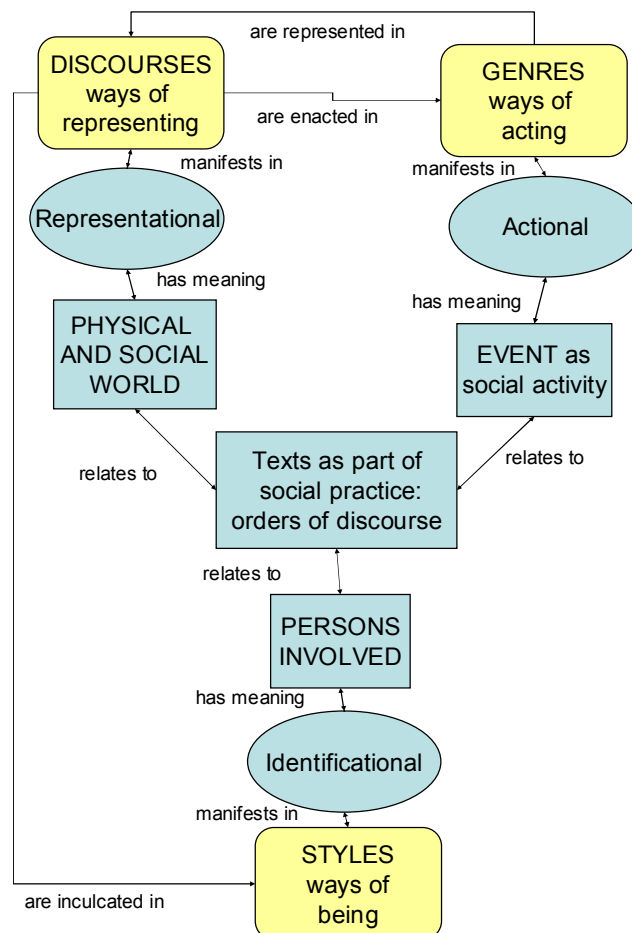 are represented in
DISCOURSES
ways of
representing
GENRES
ways of
acting
are enacted in
manifests in
manifests in
Representational
Actional
has meaning
has meaning
PHYSICAL
AND SOCIAL
WORLD
EVENT as
social activity
relates to
Texts as part of
social practice:
orders of discourse
relates to
relates to
PERSONS
INVOLVED
has meaning
Identificational
manifests in
STYLES
ways of
being
are inculcated in